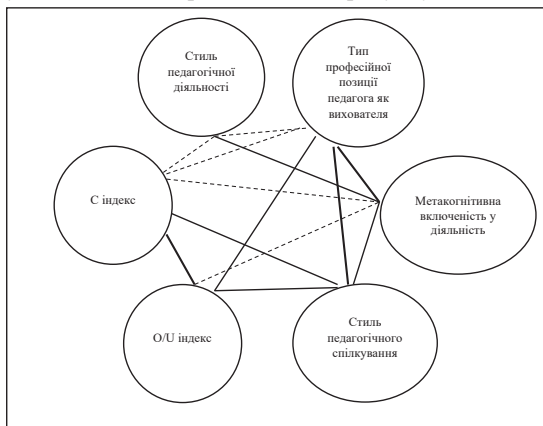 Стиль
педагогічної
діяльності
Тип
професійної
позиції
педагога як
вихователя
С індекс
Метакогнітивна
включеність у
діяльність
O/U індекс
Стиль
педагогічного
спілкування